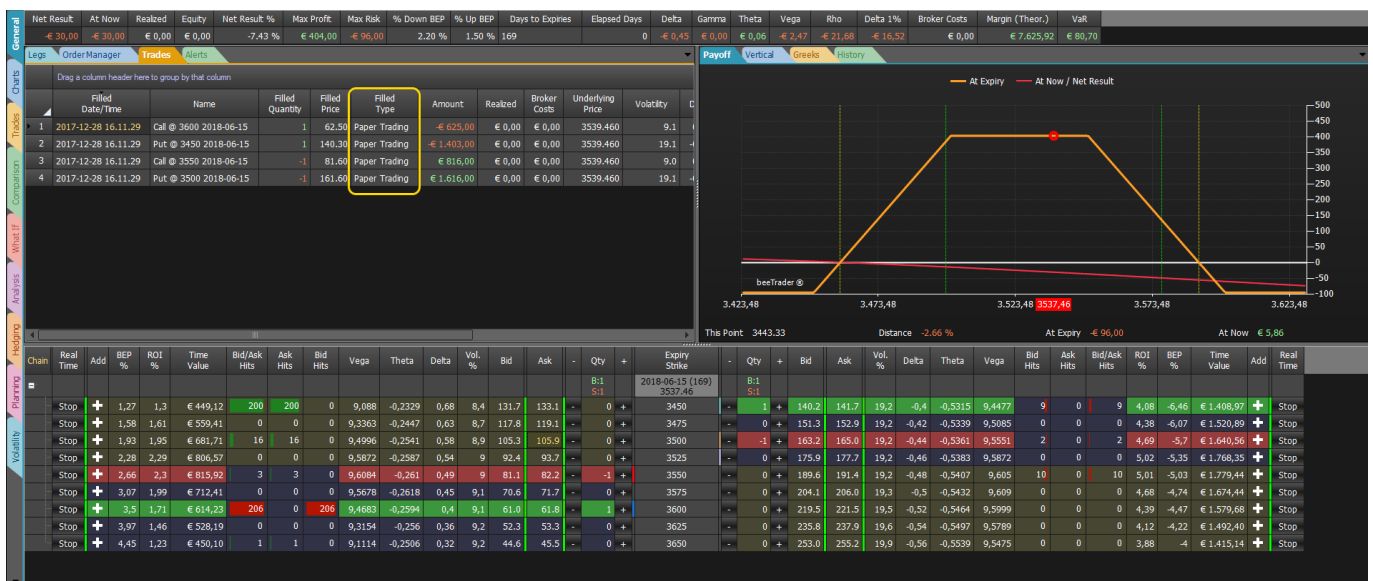 General
Net Result At Now Realized Equity Net Result % Max Profit Max Risk % Down BEP % Up BEP Days to Expiries Elapsed Days Delta Gamma Theta Vega Rho Delta 1% Broker Costs Margin (Theor.) VaR
-€ 30,00 -€ 30,00 € 0,00 € 0,00 -7.43 % € 404,00 -€ 96,00 2.20 % 1.50 % 169 0 -€ 0,45 € 0,00 € 0,06 -€ 2,47 -€ 21,68 -€ 16,52 € 0,00 € 7.625,92 € 80,70
Legs Order Manager Trades Alerts
Drag a column header here to group by that column
Filled Date/Time Name Filled Quantity Filled Price Filled Type Amount Realized Broker Costs Underlying Price Volatility D
1 2017-12-28 16.11.29 Call @ 3600 2018-06-15 1 62.50 Paper Trading -€ 625,00 € 0,00 € 0,00 3539.460 9.1
2 2017-12-28 16.11.29 Put @ 3450 2018-06-15 1 140.30 Paper Trading -€ 1.403,00 € 0,00 € 0,00 3539.460 19.1
3 2017-12-28 16.11.29 Call @ 3550 2018-06-15 -1 81.60 Paper Trading € 816,00 € 0,00 € 0,00 3539.460 9.0
4 2017-12-28 16.11.29 Put @ 3500 2018-06-15 -1 161.60 Paper Trading € 1.616,00 € 0,00 € 0,00 3539.460 19.1
Charts
Trades
Comparison
What If
Analysis
Hedging
Planning
Volatility
Payoff Vertical Greeks History
At Expiry At Now / Net Result
500
400
350
300
250
200
150
100
50
0
-50
-100
beeTrader ®
3.423,48 3.473,48 3.523,48 3537,46 3.573,48 3.623,48
This Point 3443.33 Distance -2.66 % At Expiry -€ 96,00 At Now € 5,86
Chain Real Time Add BEP % ROI % Time Value Bid/Ask Hits Ask Hits Bid Hits Vega Theta Delta Vol. % Bid Ask - Qty + Expiry Strike - Qty + Bid Ask Vol. % Delta Theta Vega Bid Hits Ask Hits Bid/Ask Hits ROI % BEP % Time Value Add Real Time
B:1 S:1 2018-06-15 (169) 3537.46 B:1 S:1
Stop + 1,27 1,3 € 449,12 200 200 0 9,088 -0,2329 0,68 8,4 131.7 133.1 - 0 + 3450 - 1 + 140.2 141.7 19,2 -0,4 -0,5315 9,4477 9 0 9 4,08 -6,46 € 1.408,97 + Stop
Stop + 1,58 1,61 € 559,41 0 0 0 9,3363 -0,2447 0,63 8,7 117.8 119.1 - 0 + 3475 - 0 + 151.3 152.9 19,2 -0,42 -0,5339 9,5085 0 0 0 4,38 -6,07 € 1.520,89 + Stop
Stop + 1,93 1,95 € 681,71 16 16 0 9,4996 -0,2541 0,58 8,9 105.3 105.9 - 0 + 3500 - -1 + 163.2 165.0 19,2 -0,44 -0,5361 9,5551 2 0 2 4,69 -5,7 € 1.640,56 + Stop
Stop + 2,28 2,29 € 806,57 0 0 0 9,5872 -0,2587 0,54 9 92.4 93.7 - 0 + 3525 - 0 + 175.9 177.7 19,2 -0,46 -0,5383 9,5872 0 0 0 5,02 -5,35 € 1.768,35 + Stop
Stop + 2,66 2,3 € 815,92 3 3 0 9,6084 -0,261 0,49 9 81.1 82.2 - -1 + 3550 - 0 + 189.6 191.4 19,2 -0,48 -0,5407 9,605 10 0 10 5,01 -5,03 € 1.779,44 + Stop
Stop + 3,07 1,99 € 712,41 0 0 0 9,5678 -0,2618 0,45 9,1 70.6 71.7 - 0 + 3575 - 0 + 204.1 206.0 19,3 -0,5 -0,5432 9,609 0 0 0 4,68 -4,74 € 1.674,44 + Stop
Stop + 3,5 1,71 € 614,23 206 0 206 9,4683 -0,2594 0,4 9,1 61.0 61.8 - 1 + 3600 - 0 + 219.5 221.5 19,5 -0,52 -0,5464 9,5999 0 0 0 4,39 -4,47 € 1.579,68 + Stop
Stop + 3,97 1,46 € 528,19 0 0 0 9,3154 -0,256 0,36 9,2 52.3 53.3 - 0 + 3625 - 0 + 235.8 237.9 19,6 -0,54 -0,5497 9,5789 0 0 0 4,12 -4,22 € 1.492,40 + Stop
Stop + 4,45 1,23 € 450,10 1 1 0 9,1114 -0,2506 0,32 9,2 44.6 45.5 - 0 + 3650 - 0 + 253.0 255.2 19,9 -0,56 -0,5539 9,5475 0 0 0 3,88 -4 € 1.415,14 + Stop